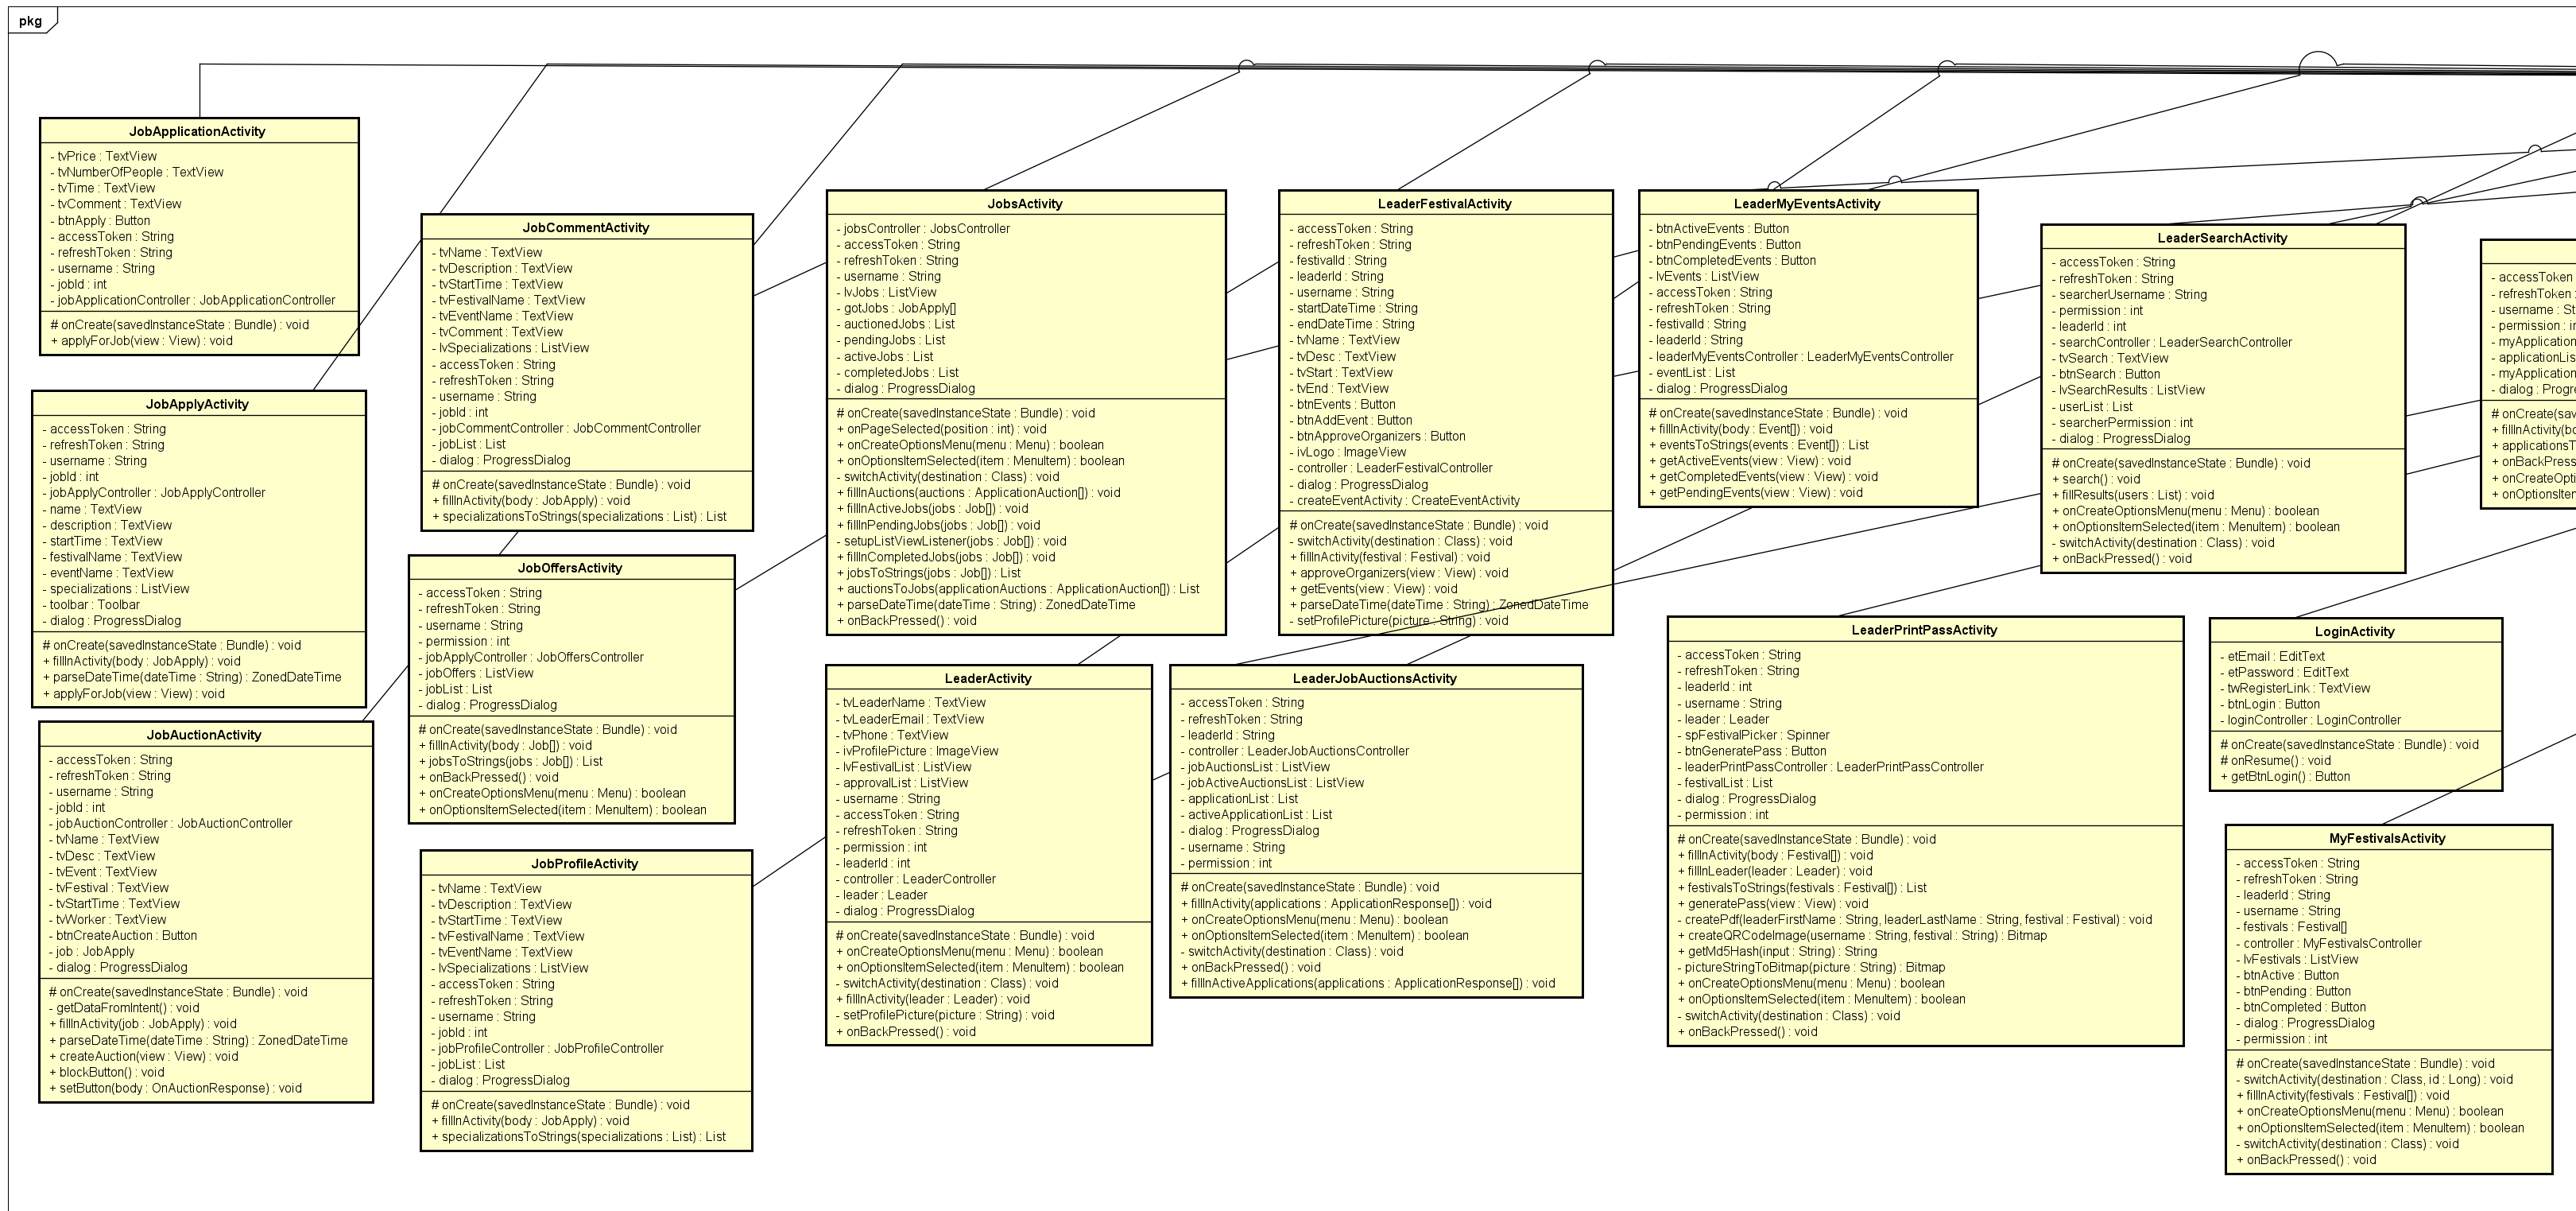 pkg
JobApplicationActivity
- tvPrice : TextView
- tvNumberOfPeople : TextView
- tvTime : TextView
- tvComment : TextView
- btnApply : Button
- accessToken : String
- refreshToken : String
- username : String
- jobId : int
- jobApplicationController : JobApplicationController
# onCreate(savedInstanceState : Bundle) : void
+ applyForJob(view : View) : void
JobApplyActivity
- accessToken : String
- refreshToken : String
- username : String
- jobId : int
- jobApplyController : JobApplyController
- name : TextView
- description : TextView
- startTime : TextView
- festivalName : TextView
- eventName : TextView
- specializations : ListView
- toolbar : Toolbar
- dialog : ProgressDialog
# onCreate(savedInstanceState : Bundle) : void
+ fillInActivity(body : JobApply) : void
+ parseDateTime(dateTime : String) : ZonedDateTime
+ applyForJob(view : View) : void
JobAuctionActivity
- accessToken : String
- refreshToken : String
- username : String
- jobId : int
- jobAuctionController : JobAuctionController
- tvName : TextView
- tvDesc : TextView
- tvEvent : TextView
- tvFestival : TextView
- tvStartTime : TextView
- tvWorker : TextView
- btnCreateAuction : Button
- job : JobApply
- dialog : ProgressDialog
# onCreate(savedInstanceState : Bundle) : void
- getDataFromIntent() : void
+ fillInActivity(job : JobApply) : void
+ parseDateTime(dateTime : String) : ZonedDateTime
+ createAuction(view : View) : void
+ blockButton() : void
+ setButton(body : OnAuctionResponse) : void
JobCommentActivity
- tvName : TextView
- tvDescription : TextView
- tvStartTime : TextView
- tvFestivalName : TextView
- tvEventName : TextView
- tvComment : TextView
- lvSpecializations : ListView
- accessToken : String
- refreshToken : String
- username : String
- jobId : int
- jobCommentController : JobCommentController
- jobList : List
- dialog : ProgressDialog
# onCreate(savedInstanceState : Bundle) : void
+ fillInActivity(body : JobApply) : void
+ specializationsToStrings(specializations : List) : List
JobOffersActivity
- accessToken : String
- refreshToken : String
- username : String
- permission : int
- jobApplyController : JobOffersController
- jobOffers : ListView
- jobList : List
- dialog : ProgressDialog
# onCreate(savedInstanceState : Bundle) : void
+ fillInActivity(body : Job[]) : void
+ jobsToStrings(jobs : Job[]) : List
+ onBackPressed() : void
+ onCreateOptionsMenu(menu : Menu) : boolean
+ onOptionsItemSelected(item : MenuItem) : boolean
JobProfileActivity
- tvName : TextView
- tvDescription : TextView
- tvStartTime : TextView
- tvFestivalName : TextView
- tvEventName : TextView
- lvSpecializations : ListView
- accessToken : String
- refreshToken : String
- username : String
- jobId : int
- jobProfileController : JobProfileController
- jobList : List
- dialog : ProgressDialog
# onCreate(savedInstanceState : Bundle) : void
+ fillInActivity(body : JobApply) : void
+ specializationsToStrings(specializations : List) : List
JobsActivity
- jobsController : JobsController
- accessToken : String
- refreshToken : String
- username : String
- lvJobs : ListView
- gotJobs : JobApply[]
- auctionedJobs : List
- pendingJobs : List
- activeJobs : List
- completedJobs : List
- dialog : ProgressDialog
# onCreate(savedInstanceState : Bundle) : void
+ onPageSelected(position : int) : void
+ onCreateOptionsMenu(menu : Menu) : boolean
+ onOptionsItemSelected(item : MenuItem) : boolean
- switchActivity(destination : Class) : void
+ fillInAuctions(auctions : ApplicationAuction[]) : void
+ fillInActiveJobs(jobs : Job[]) : void
+ fillInPendingJobs(jobs : Job[]) : void
- setupListViewListener(jobs : Job[]) : void
+ fillInCompletedJobs(jobs : Job[]) : void
+ jobsToStrings(jobs : Job[]) : List
+ auctionsToJobs(applicationAuctions : ApplicationAuction[]) : List
+ parseDateTime(dateTime : String) : ZonedDateTime
+ onBackPressed() : void
LeaderActivity
- tvLeaderName : TextView
- tvLeaderEmail : TextView
- tvPhone : TextView
- ivProfilePicture : ImageView
- lvFestivalList : ListView
- approvalList : ListView
- username : String
- accessToken : String
- refreshToken : String
- permission : int
- leaderId : int
- controller : LeaderController
- leader : Leader
- dialog : ProgressDialog
# onCreate(savedInstanceState : Bundle) : void
+ onCreateOptionsMenu(menu : Menu) : boolean
+ onOptionsItemSelected(item : MenuItem) : boolean
- switchActivity(destination : Class) : void
+ fillInActivity(leader : Leader) : void
- setProfilePicture(picture : String) : void
+ onBackPressed() : void
LeaderFestivalActivity
- accessToken : String
- refreshToken : String
- festivalId : String
- leaderId : String
- username : String
- startDateTime : String
- endDateTime : String
- tvName : TextView
- tvDesc : TextView
- tvStart : TextView
- tvEnd : TextView
- btnEvents : Button
- btnAddEvent : Button
- btnApproveOrganizers : Button
- ivLogo : ImageView
- controller : LeaderFestivalController
- dialog : ProgressDialog
- createEventActivity : CreateEventActivity
# onCreate(savedInstanceState : Bundle) : void
- switchActivity(destination : Class) : void
+ fillInActivity(festival : Festival) : void
+ approveOrganizers(view : View) : void
+ getEvents(view : View) : void
+ parseDateTime(dateTime : String) : ZonedDateTime
- setProfilePicture(picture : String) : void
LeaderJobAuctionsActivity
- accessToken : String
- refreshToken : String
- leaderId : String
- controller : LeaderJobAuctionsController
- jobAuctionsList : ListView
- jobActiveAuctionsList : ListView
- applicationList : List
- activeApplicationList : List
- dialog : ProgressDialog
- username : String
- permission : int
# onCreate(savedInstanceState : Bundle) : void
+ fillInActivity(applications : ApplicationResponse[]) : void
+ onCreateOptionsMenu(menu : Menu) : boolean
+ onOptionsItemSelected(item : MenuItem) : boolean
- switchActivity(destination : Class) : void
+ onBackPressed() : void
+ fillInActiveApplications(applications : ApplicationResponse[]) : void
LeaderMyEventsActivity
- btnActiveEvents : Button
- btnPendingEvents : Button
- btnCompletedEvents : Button
- lvEvents : ListView
- accessToken : String
- refreshToken : String
- festivalId : String
- leaderId : String
- leaderMyEventsController : LeaderMyEventsController
- eventList : List
- dialog : ProgressDialog
# onCreate(savedInstanceState : Bundle) : void
+ fillInActivity(body : Event[]) : void
+ eventsToStrings(events : Event[]) : List
+ getActiveEvents(view : View) : void
+ getCompletedEvents(view : View) : void
+ getPendingEvents(view : View) : void
LeaderPrintPassActivity
- accessToken : String
- refreshToken : String
- leaderId : int
- username : String
- leader : Leader
- spFestivalPicker : Spinner
- btnGeneratePass : Button
- leaderPrintPassController : LeaderPrintPassController
- festivalList : List
- dialog : ProgressDialog
- permission : int
# onCreate(savedInstanceState : Bundle) : void
+ fillInActivity(body : Festival[]) : void
+ fillInLeader(leader : Leader) : void
+ festivalsToStrings(festivals : Festival[]) : List
+ generatePass(view : View) : void
- createPdf(leaderFirstName : String, leaderLastName : String, festival : Festival) : void
+ createQRCodeImage(username : String, festival : String) : Bitmap
+ getMd5Hash(input : String) : String
- pictureStringToBitmap(picture : String) : Bitmap
+ onCreateOptionsMenu(menu : Menu) : boolean
+ onOptionsItemSelected(item : MenuItem) : boolean
- switchActivity(destination : Class) : void
+ onBackPressed() : void
LeaderSearchActivity
- accessToken : String
- refreshToken : String
- searcherUsername : String
- permission : int
- leaderId : int
- searchController : LeaderSearchController
- tvSearch : TextView
- btnSearch : Button
- lvSearchResults : ListView
- userList : List
- searcherPermission : int
- dialog : ProgressDialog
# onCreate(savedInstanceState : Bundle) : void
+ search() : void
+ fillResults(users : List) : void
+ onCreateOptionsMenu(menu : Menu) : boolean
+ onOptionsItemSelected(item : MenuItem) : boolean
- switchActivity(destination : Class) : void
+ onBackPressed() : void
LoginActivity
- etEmail : EditText
- etPassword : EditText
- twRegisterLink : TextView
- btnLogin : Button
- loginController : LoginController
# onCreate(savedInstanceState : Bundle) : void
# onResume() : void
+ getBtnLogin() : Button
MyFestivalsActivity
- accessToken : String
- refreshToken : String
- leaderId : String
- username : String
- festivals : Festival[]
- controller : MyFestivalsController
- lvFestivals : ListView
- btnActive : Button
- btnPending : Button
- btnCompleted : Button
- dialog : ProgressDialog
- permission : int
# onCreate(savedInstanceState : Bundle) : void
- switchActivity(destination : Class, id : Long) : void
+ fillInActivity(festivals : Festival[]) : void
+ onCreateOptionsMenu(menu : Menu) : boolean
+ onOptionsItemSelected(item : MenuItem) : boolean
- switchActivity(destination : Class) : void
+ onBackPressed() : void
- accessToken
- refreshToken
- username : St
- permission : i
- myApplication
- applicationLis
- myApplication
- dialog : Progre
# onCreate(sav
+ fillInActivity(bo
+ applicationsT
+ onBackPress
+ onCreateOpti
+ onOptionsIten